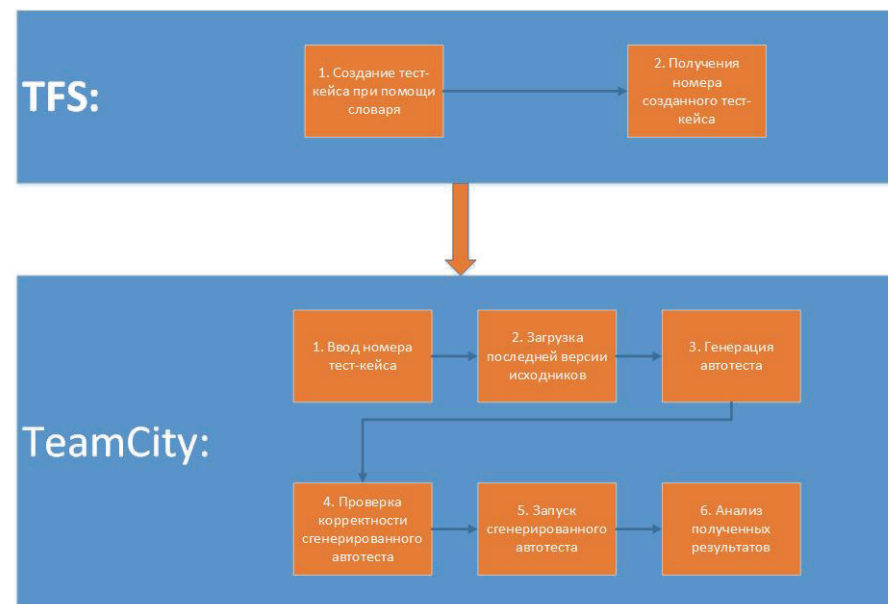 TFS:
1. Создание тест-
кейса при помощи
словаря
2. Получения
номера
созданного тест-
кейса
TeamCity:
1. Ввод номера
тест-кейса
2. Загрузка
последней версии
исходников
3. Генерация
автотеста
4. Проверка
корректности
сгенерированного
автотеста
5. Запуск
сгенерированного
автотеста
6. Анализ
полученных
результатов